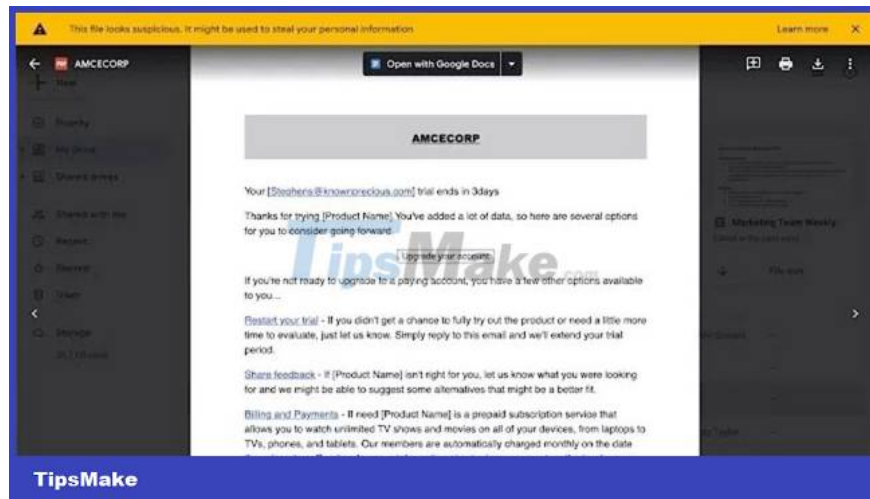 This file looks suspicious. It might be used to steal your personal information
Learn more
AMCECORP
Open with Google Docs
New
Priority
My Drive
Shared drives
Shared with me
Recent
Starred
Trash
Storage
AMCECORP
Your [Stephens@knownprecious.com] trial ends in 3days
Thanks for trying [Product Name].You've added a lot of data, so here are several options
for you to consider going forward.
Upgrade your account
TipsMake.com
If you're not ready to upgrade to a paying account, you have a few other options available
to you...
Restart your trial - If you didn't get a chance to fully try out the product or need a little more
time to evaluate, just let us know. Simply reply to this email and we'll extend your trial
period.
Share feedback - If [Product Name] isn't right for you, let us know what you were looking
for and we might be able to suggest some alternatives that might be a better fit.
Billing and Payments - If need [Product Name] is a prepaid subscription service that
allows you to watch unlimited TV shows and movies on all of your devices, from laptops to
TVs, phones, and tablets. Our members are automatically charged monthly on the date
Marketing Team Weekly
File size
TipsMake